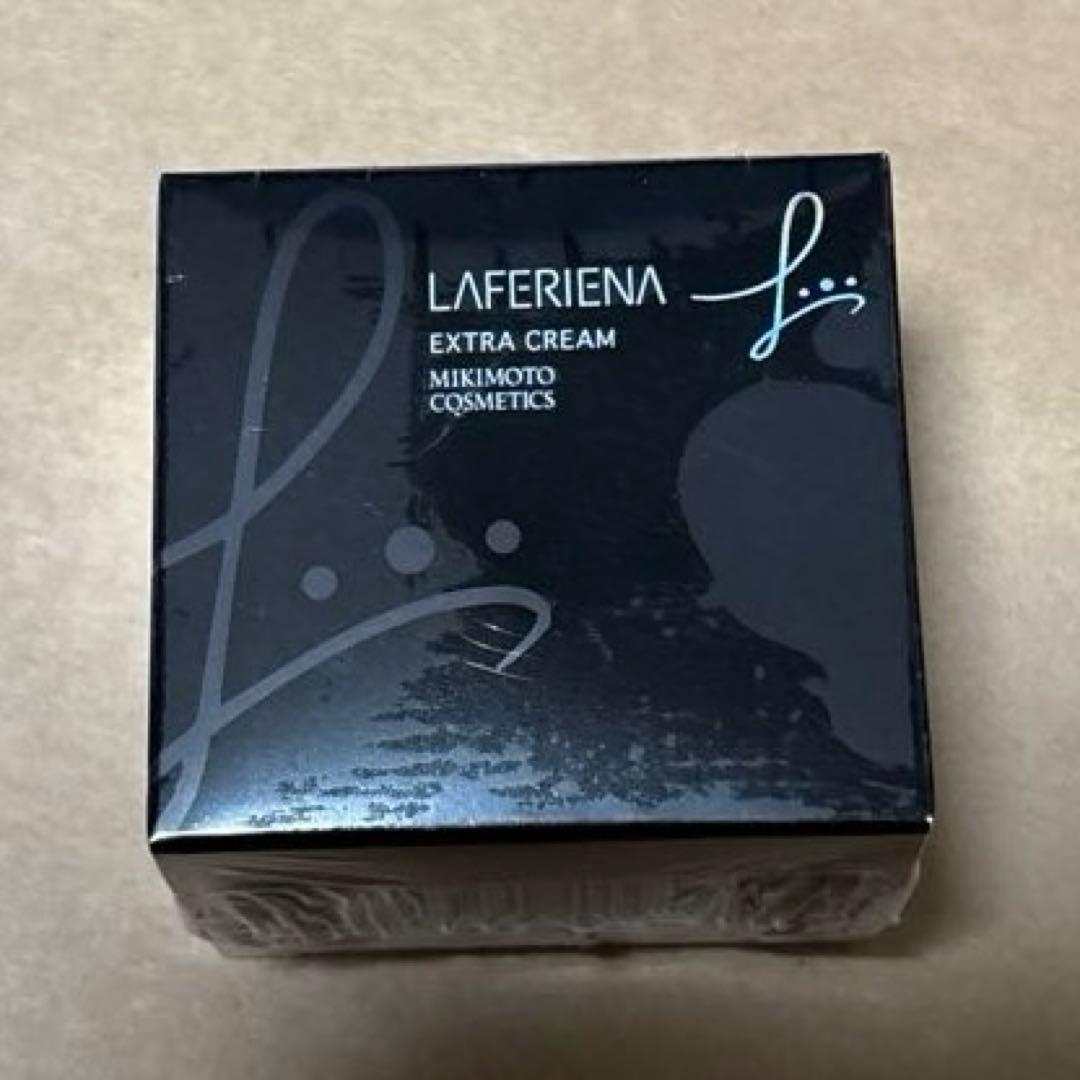 LAFERIENA
EXTRA CREAM
MIKIMOTO
COSMETICS